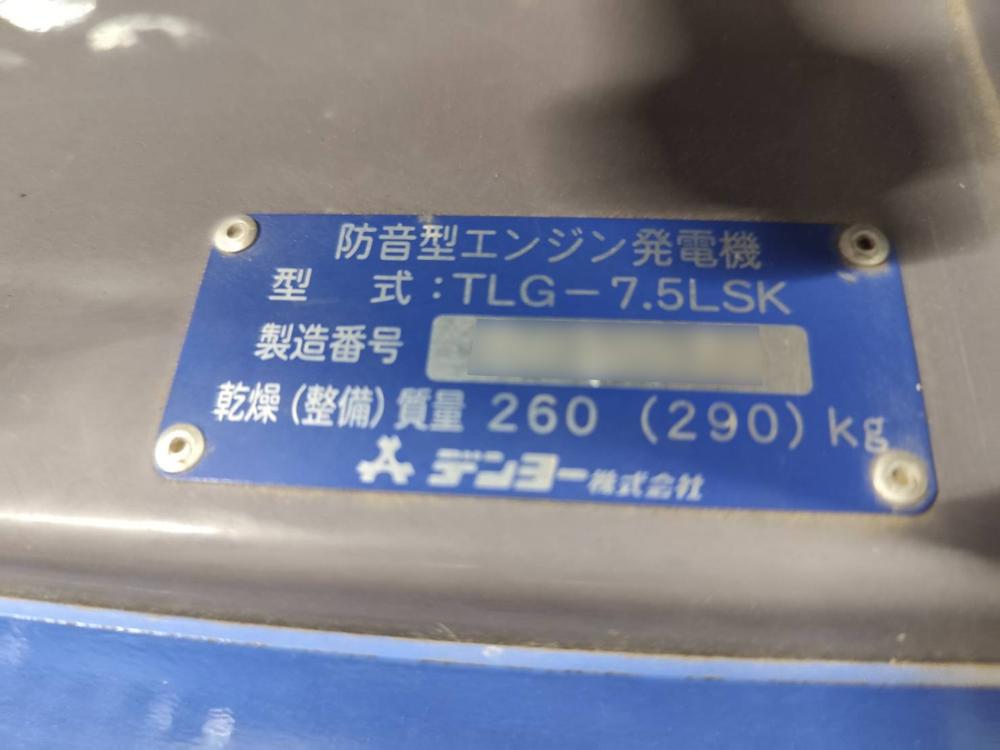 防音型エンジン発電機
型 式:TLG-7.5LSK
製造番号
乾燥(整備)質量 260 (290)kg
デンヨー株式会社